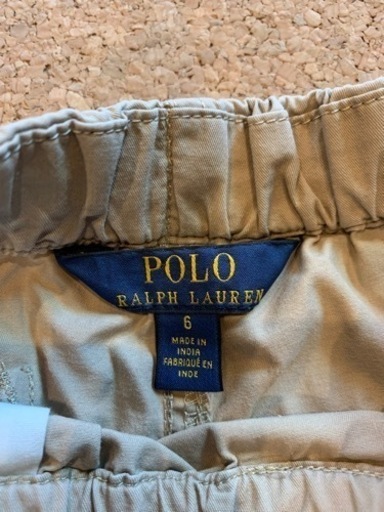 POLO
RALPH LAUREN
6
MADE IN
INDIA
FABRIQUÉ EN
INDE